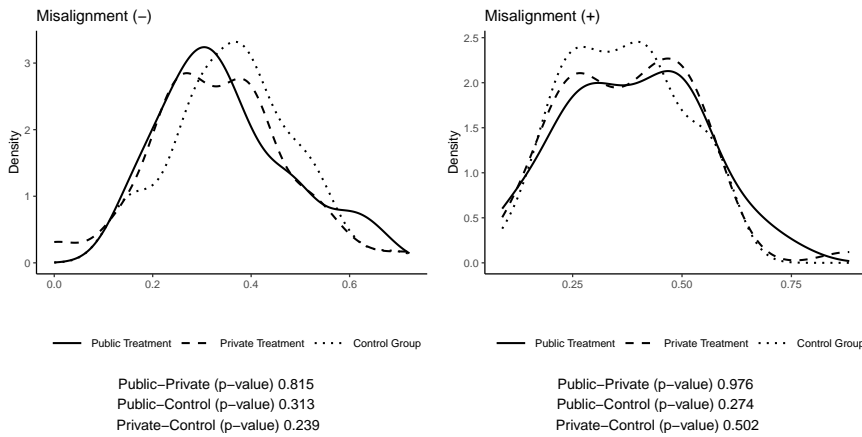 Misalignment (−)
Density
3
2
1
0
0.0 0.2 0.4 0.6
Public Treatment Private Treatment Control Group
Public−Private (p−value) 0.815
Public−Control (p−value) 0.313
Private−Control (p−value) 0.239
Misalignment (+)
Density
2.5
2.0
1.5
1.0
0.5
0.0
0.25 0.50 0.75
Public Treatment Private Treatment Control Group
Public−Private (p−value) 0.976
Public−Control (p−value) 0.274
Private−Control (p−value) 0.502